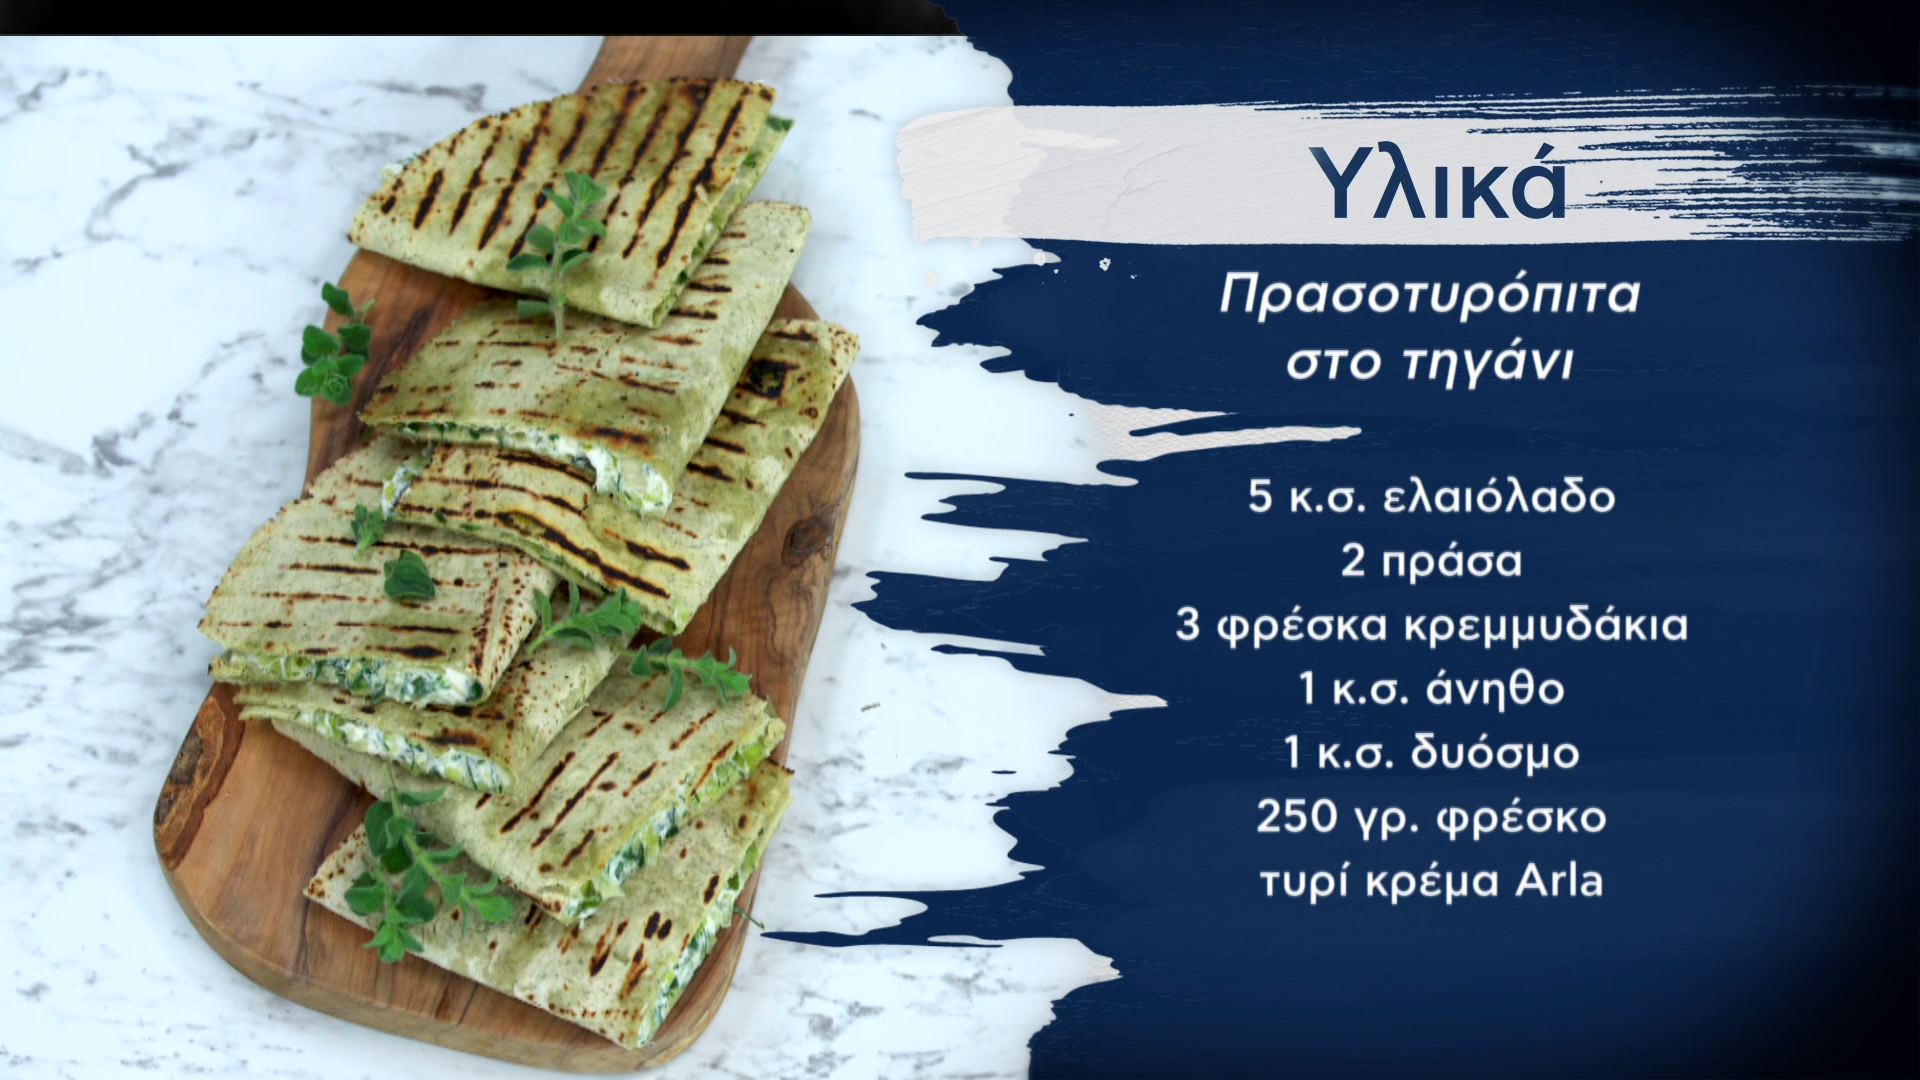 Υλικά
Πρασοτυρόπιτα
στο τηγάνι
5 κ.σ. ελαιόλαδο
2 πράσα
3 φρέσκα κρεμμυδάκια
1 κ.σ. άνηθο
1 κ.σ. δυόσμο
250 γρ. φρέσκο
τυρί κρέμα Arla